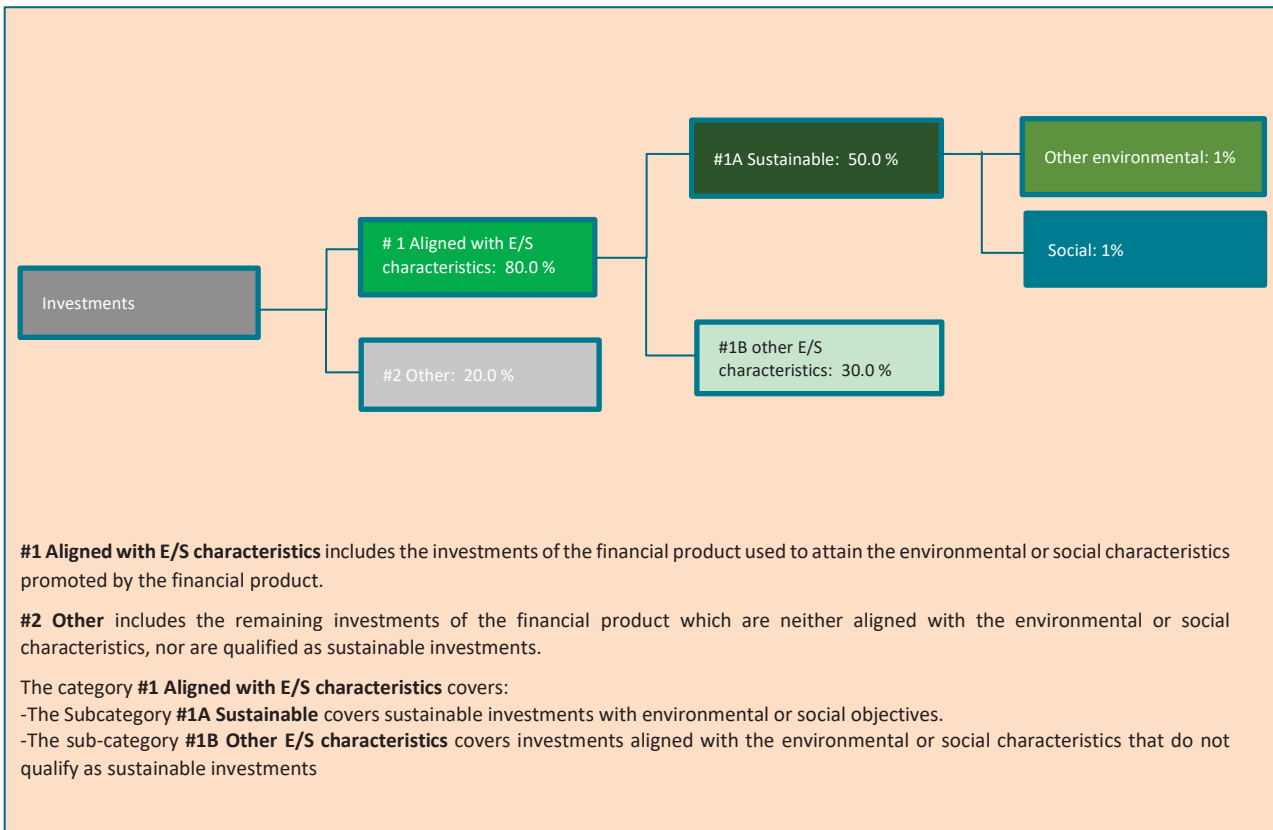 #1A Sustainable: 50.0 %
Other environmental: 1%
# 1 Aligned with E/S
characteristics: 80.0 %
Social: 1%
Investments
#2 Other: 20.0 %
#1B other E/S
characteristics: 30.0 %
#1 Aligned with E/S characteristics includes the investments of the financial product used to attain the environmental or social characteristics
promoted by the financial product.
#2 Other includes the remaining investments of the financial product which are neither aligned with the environmental or social
characteristics, nor are qualified as sustainable investments.
The category #1 Aligned with E/S characteristics covers:
-The Subcategory #1A Sustainable covers sustainable investments with environmental or social objectives.
-The sub-category #1B Other E/S characteristics covers investments aligned with the environmental or social characteristics that do not
qualify as sustainable investments